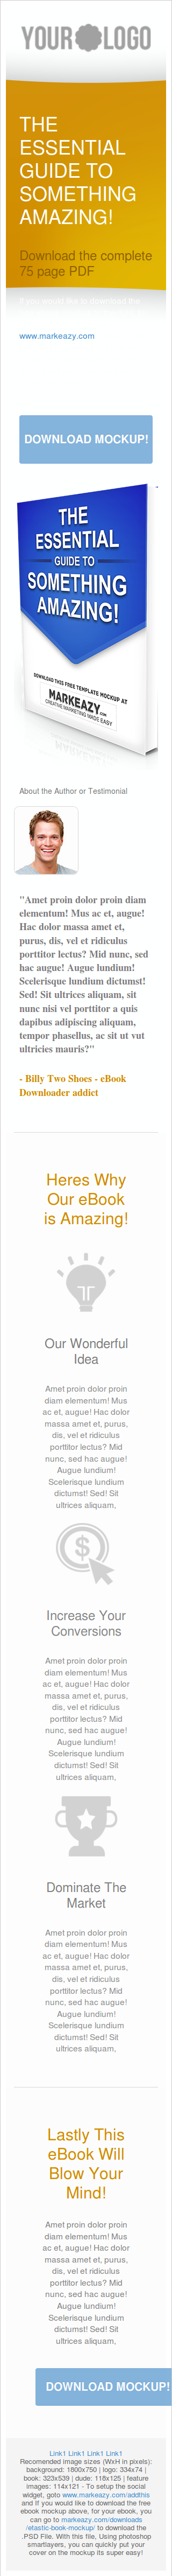 YOUR LOGO
THE
ESSENTIAL
GUIDE TO
SOMETHING
AMAZING!
Download the complete
75 page PDF
If you would like to download the
www.markeazy.com
DOWNLOAD MOCKUP!
THE
ESSENTIAL
GUIDE TO
SOMETHING
AMAZING!
DOWNLOAD THIS FREE TEMPLATE MOCKUP AT
MARKEAZY.com
CREATING MARKETING MADE EASY
About the Author or Testimonial
"Amet proin dolor proin diam
elementum! Mus ac et, augue!
Hac dolor massa amet et,
purus, dis, vel et ridiculus
porttitor lectus? Mid nunc, sed
hac augue! Augue lundium!
Scelerisque lundium dictumst!
Sed! Sit ultrices aliquam, sit
nunc nisi vel porttitor a quis
dapibus adipiscing aliquam,
tempor phasellus, ac sit ut vut
ultricies mauris?"
- Billy Two Shoes - eBook
Downloader addict
Heres Why
Our eBook
is Amazing!
Our Wonderful
Idea
Amet proin dolor proin
diam elementum! Mus
ac et, augue! Hac dolor
massa amet et, purus,
dis, vel et ridiculus
porttitor lectus? Mid
nunc, sed hac augue!
Augue lundium!
Scelerisque lundium
dictumst! Sed! Sit
ultrices aliquam,
$
Increase Your
Conversions
Amet proin dolor proin
diam elementum! Mus
ac et, augue! Hac dolor
massa amet et, purus,
dis, vel et ridiculus
porttitor lectus? Mid
nunc, sed hac augue!
Augue lundium!
Scelerisque lundium
dictumst! Sed! Sit
ultrices aliquam,
Dominate The
Market
Amet proin dolor proin
diam elementum! Mus
ac et, augue! Hac dolor
massa amet et, purus,
dis, vel et ridiculus
porttitor lectus? Mid
nunc, sed hac augue!
Augue lundium!
Scelerisque lundium
dictumst! Sed! Sit
ultrices aliquam,
Lastly This
eBook Will
Blow Your
Mind!
Amet proin dolor proin
diam elementum! Mus
ac et, augue! Hac dolor
massa amet et, purus,
dis, vel et ridiculus
porttitor lectus? Mid
nunc, sed hac augue!
Augue lundium!
Scelerisque lundium
dictumst! Sed! Sit
ultrices aliquam,
DOWNLOAD MOCKUP!
Link1 Link1 Link1 Link1
Recomended image sizes (WxH in pixels):
background: 1800x750 | logo: 334x74 |
book: 323x539 | dude: 118x125 | feature
images: 114x121 - To setup the social
widget, goto www.markeazy.com/addthis
and If you would like to download the free
ebook mockup above, for your ebook, you
can go to markeazy.com/downloads
/etastic-book-mockup/ to download the
.PSD File. With this file, Using photoshop
smartlayers, you can quickly put your
cover on the mockup its super easy!